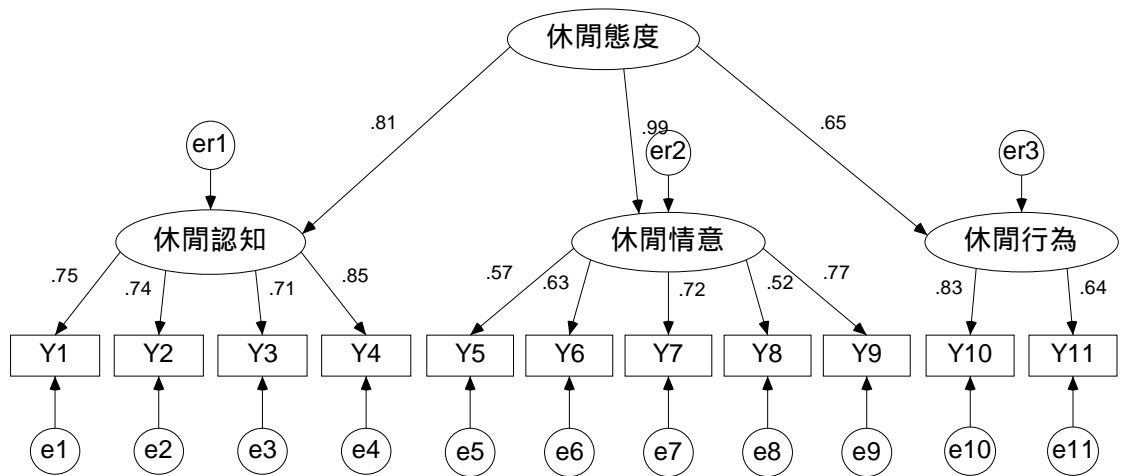 休閒態度
.81
.99
.65
er1
er2
er3
休閒認知
休閒情意
休閒行為
.75
.74
.71
.85
.57
.63
.72
.52
.77
.83
.64
Y1
Y2
Y3
Y4
Y5
Y6
Y7
Y8
Y9
Y10
Y11
e1
e2
e3
e4
e5
e6
e7
e8
e9
e10
e11